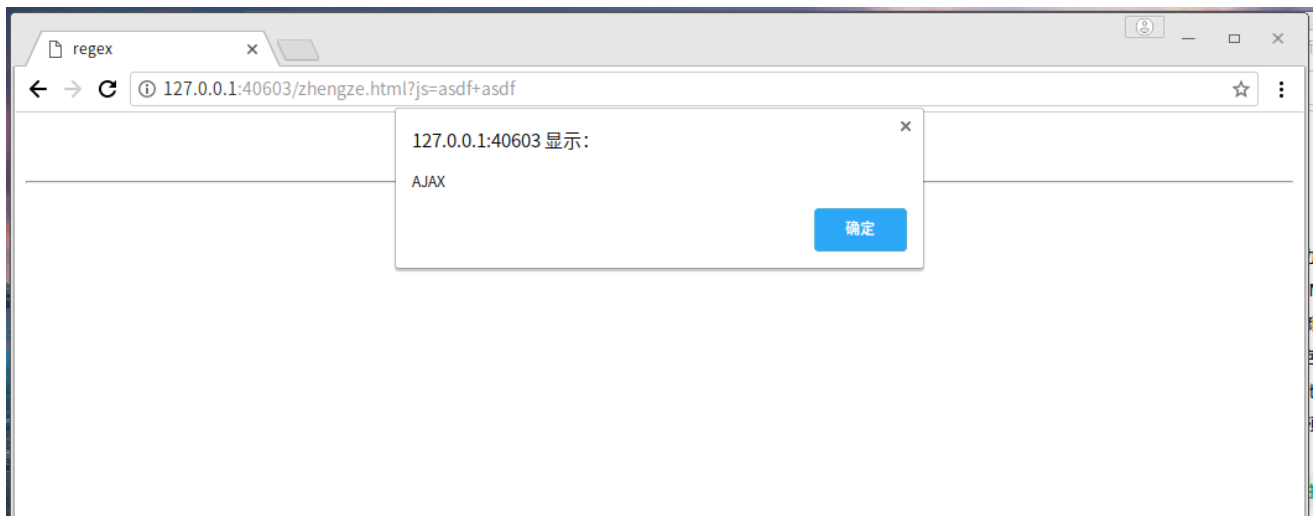 regex
127.0.0.1:40603/zhengze.html?js=asdf+asdf
127.0.0.1:40603 显示：
AJAX
确定